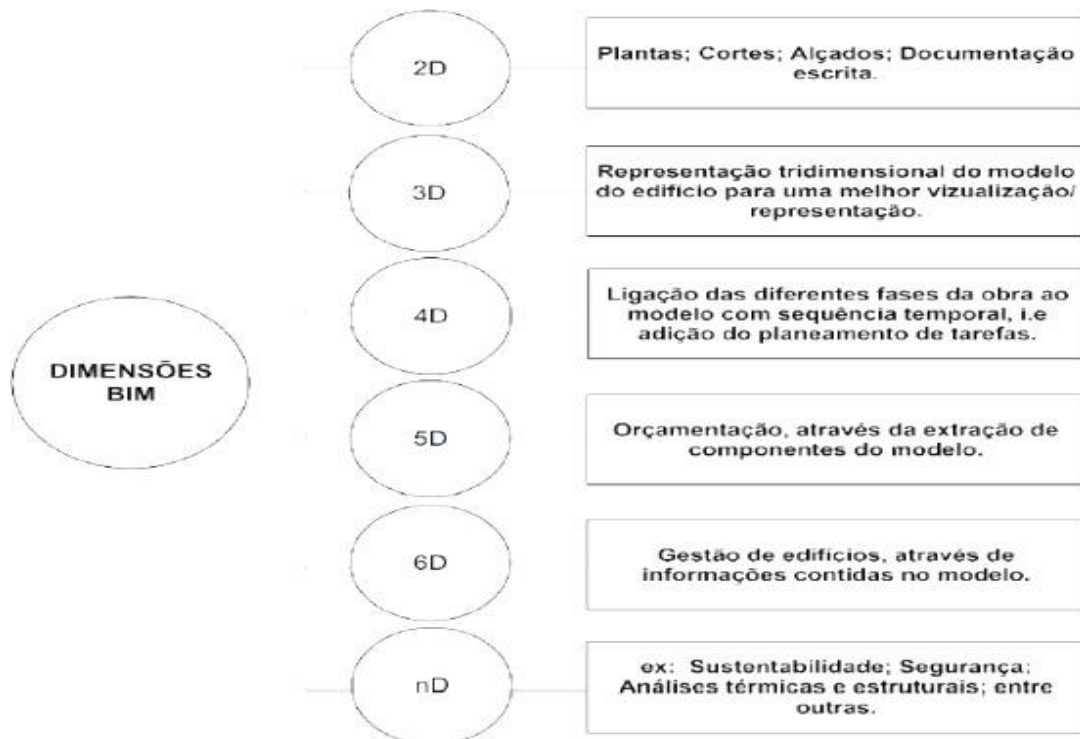 DIMENSÕES
BIM
2D
Plantas; Cortes; Alçados; Documentação
escrita.
3D
Representação tridimensional do modelo
do edifício para uma melhor vizualização/
representação.
4D
Ligação das diferentes fases da obra ao
modelo com sequência temporal, i.e
adição do planeamento de tarefas.
5D
Orçamentação, através da extração de
componentes do modelo.
6D
Gestão de edifícios, através de
informações contidas no modelo.
nD
ex: Sustentabilidade; Segurança;
Análises térmicas e estruturais; entre
outras.